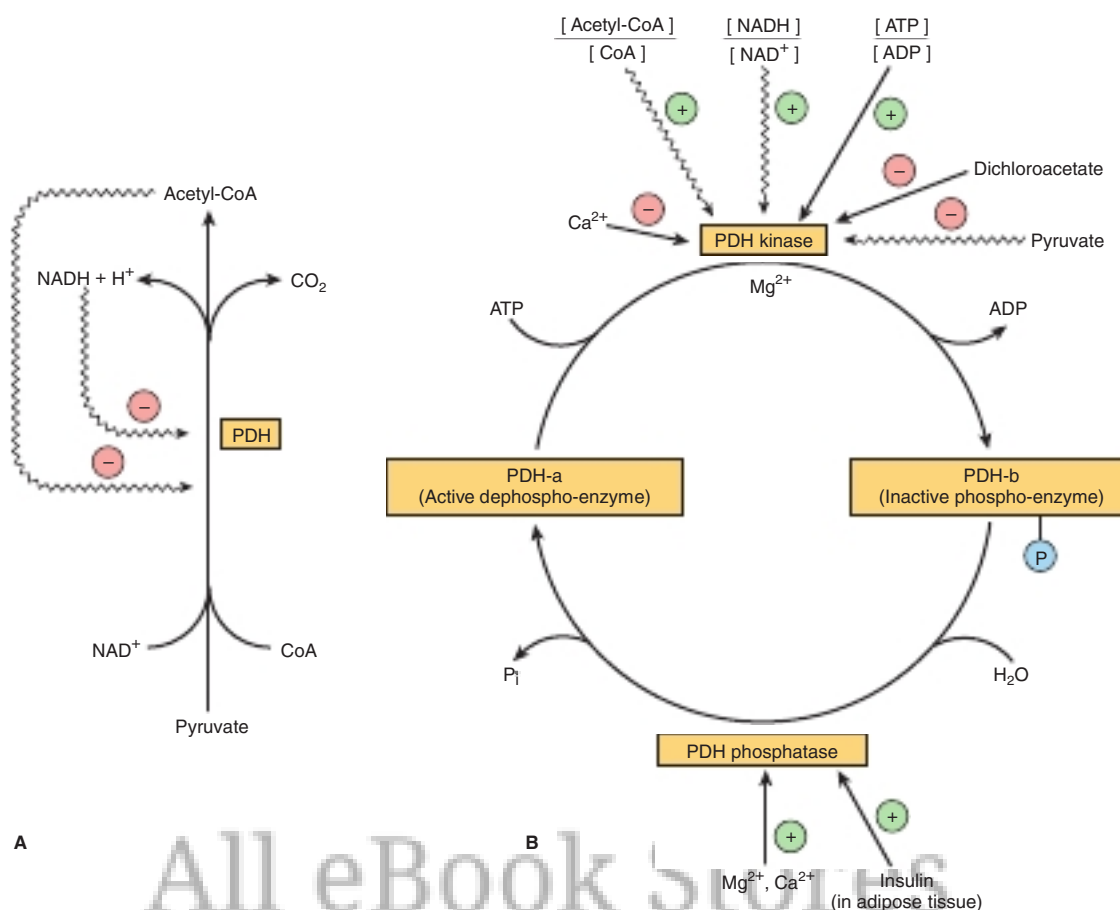 Acetyl-CoA
NADH + H⁺
CO₂
−
−
PDH
NAD⁺
CoA
Pyruvate
A
[ Acetyl-CoA ]
[ CoA ]
[ NADH ]
[ NAD⁺ ]
[ ATP ]
[ ADP ]
+
+
+
−
Dichloroacetate
Ca²⁺
−
−
Pyruvate
PDH kinase
Mg²⁺
ATP
ADP
PDH-a
(Active dephospho-enzyme)
PDH-b
(Inactive phospho-enzyme)
P
Pᵢ
H₂O
PDH phosphatase
+
+
B
Mg²⁺, Ca²⁺
Insulin
(in adipose tissue)
All eBook Stores